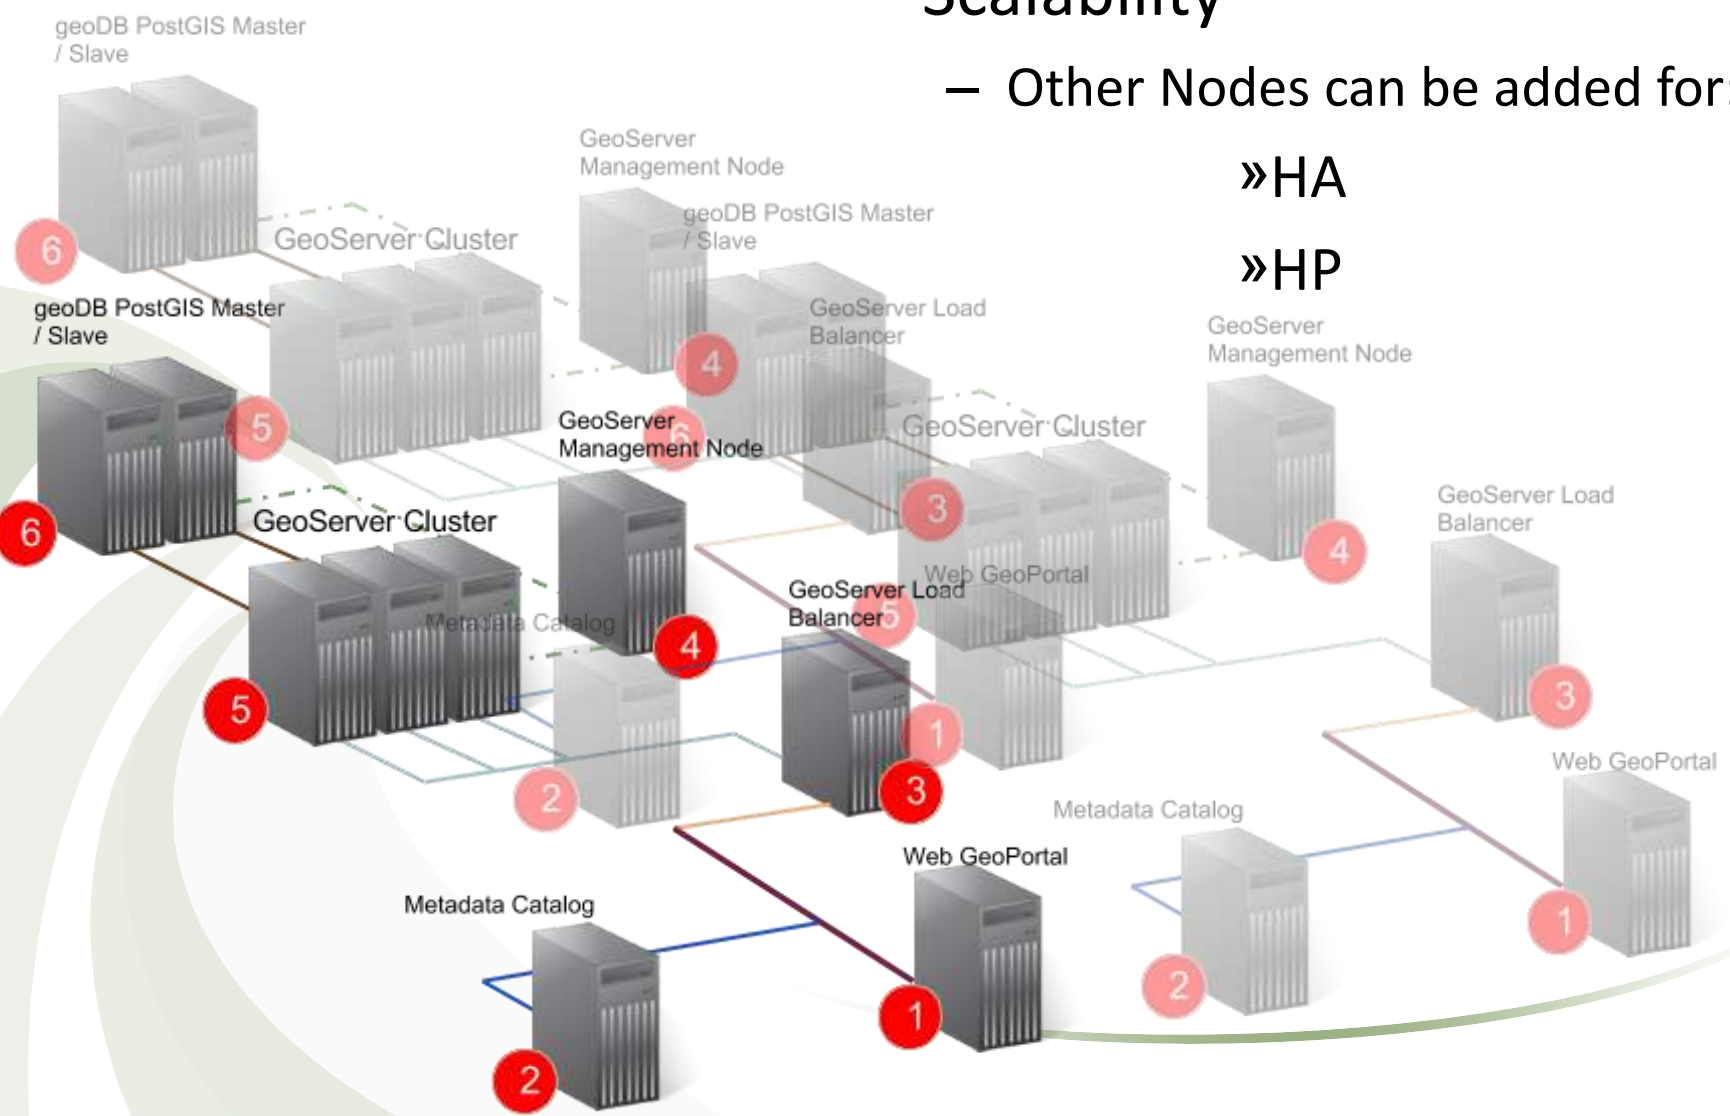 Scalability
– Other Nodes can be added for:
»HA
»HP
geoDB PostGIS Master
/ Slave
6
GeoServer Cluster
5
GeoServer
Management Node
4
GeoServer Load
Balancer
3
Web GeoPortal
1
Metadata Catalog
2
geoDB PostGIS Master
/ Slave
6
GeoServer Cluster
5
GeoServer
Management Node
4
GeoServer Load
Balancer
3
Web GeoPortal
1
Metadata Catalog
2
geoDB PostGIS Master
/ Slave
6
GeoServer Cluster
5
GeoServer
Management Node
4
GeoServer Load
Balancer
3
Web GeoPortal
1
Metadata Catalog
2